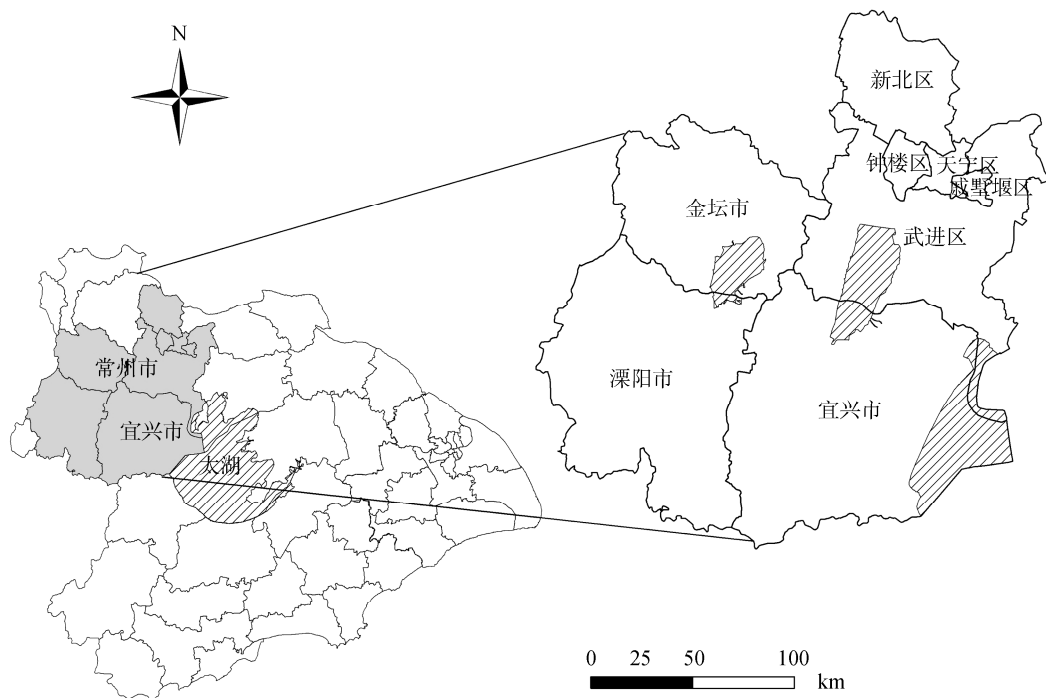 N
新北区
钟楼区
天宁区
戚墅堰区
金坛市
武进区
常州市
溧阳市
宜兴市
宜兴市
太湖
0 25 50 100
km